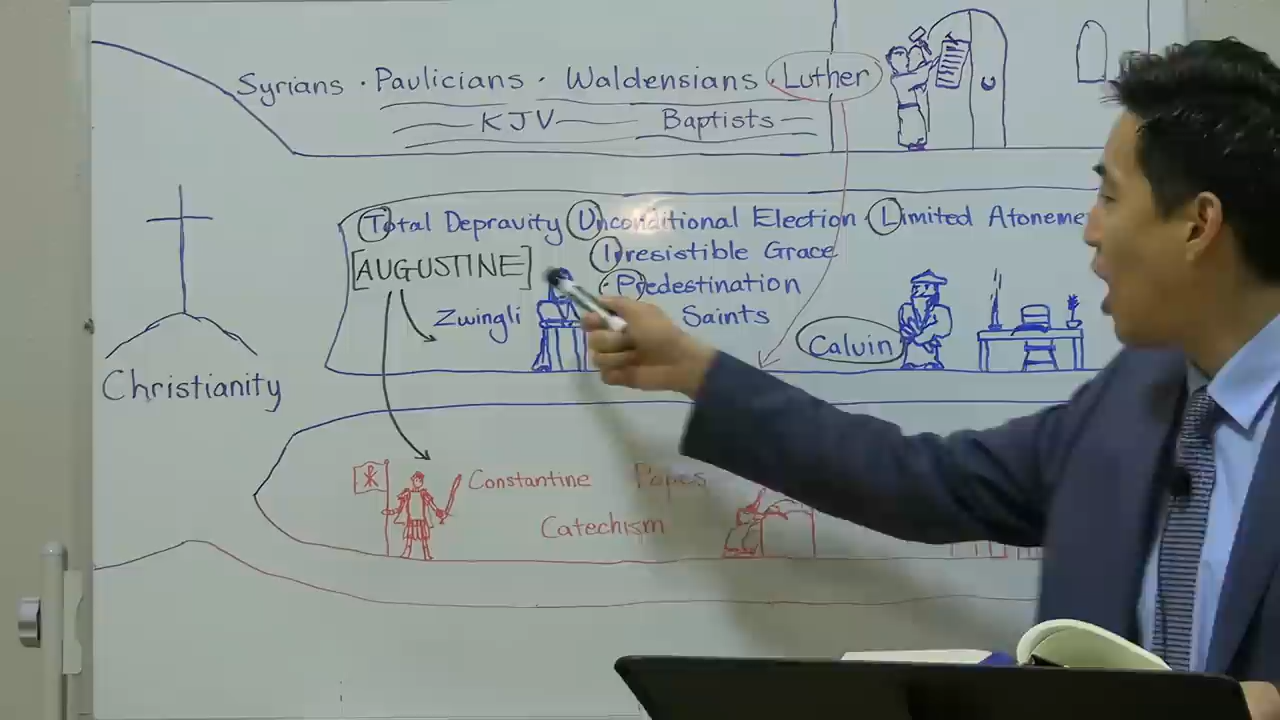 Syrians · Paulicians · Waldensians Luther
KJV Baptists
Total Depravity Unconditional Election Limited Atoneme
[AUGUSTINE] Irresistible Grace
Predestination
Zwingli Saints
Calvin
Christianity
Constantine Popes
Catechism